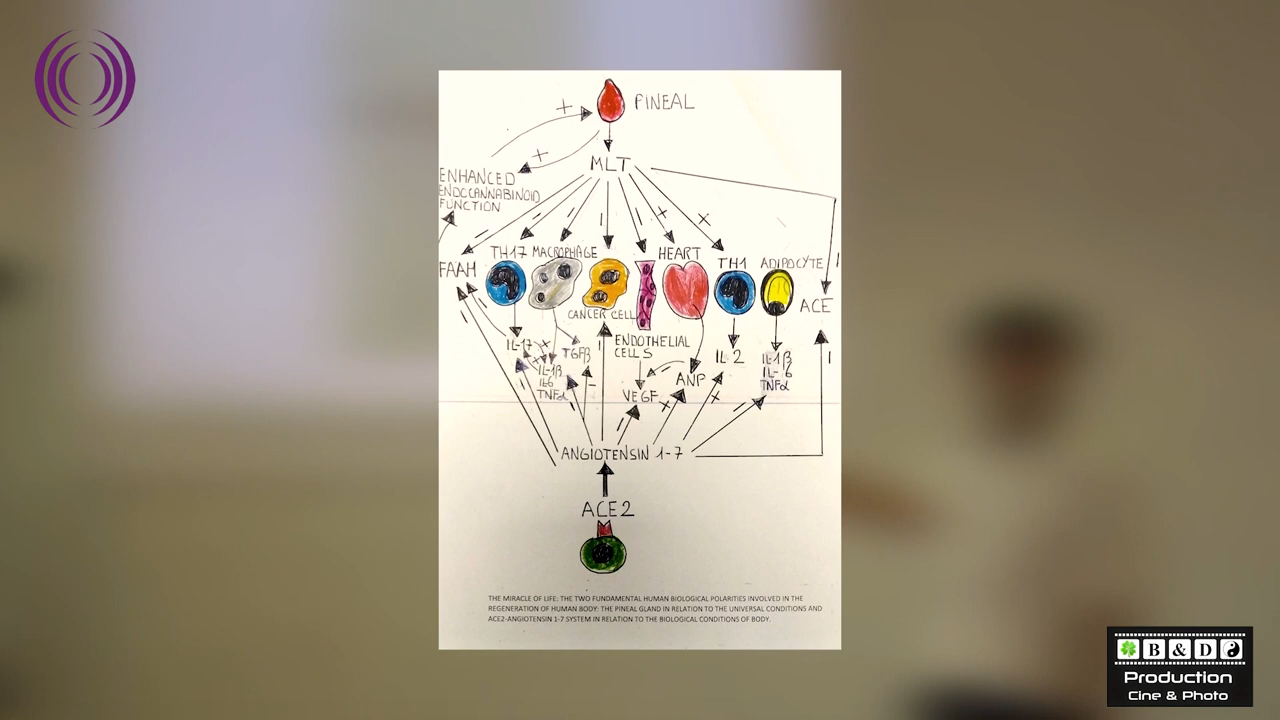 PINEAL
+
+
MLT
ENHANCED
ENDOCANNABINOID
FUNCTION
TH17 MACROPHAGE
HEART
TH1
ADIPOCYTE
FAAH
ACE
CANCER CELL
ENDOTHELIAL
CELLS
IL-17
TGFβ
IL-1β
IL6
TNFα
VEGF
ANP
IL 2
IL-1β
IL-6
TNFα
ANGIOTENSIN 1-7
ACE2
THE MIRACLE OF LIFE: THE TWO FUNDAMENTAL HUMAN BIOLOGICAL POLARITIES INVOLVED IN THE
REGENERATION OF HUMAN BODY: THE PINEAL GLAND IN RELATION TO THE UNIVERSAL CONDITIONS AND
ACE2-ANGIOTENSIN 1-7 SYSTEM IN RELATION TO THE BIOLOGICAL CONDITIONS OF BODY.
B & D
Production
Cine & Photo